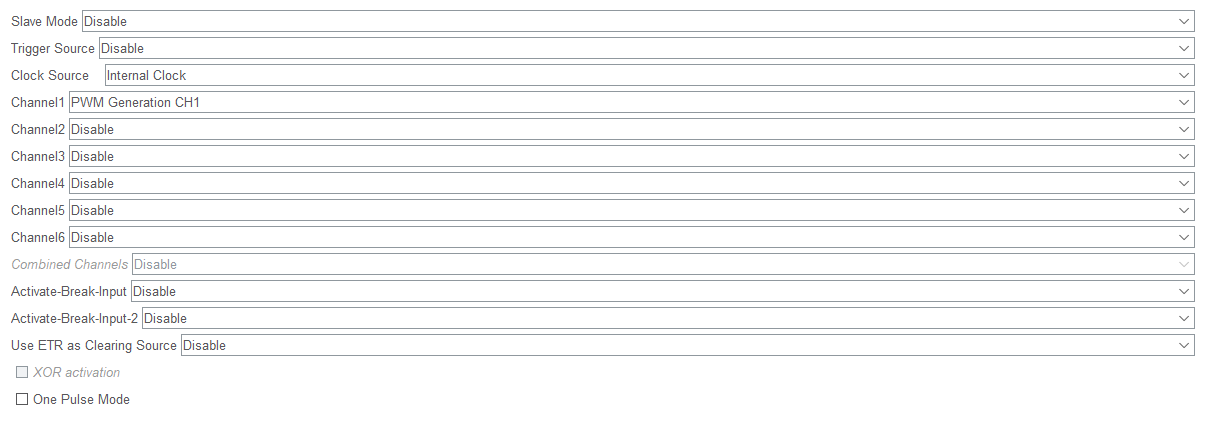 Slave Mode Disable
Trigger Source Disable
Clock Source Internal Clock
Channel1 PWM Generation CH1
Channel2 Disable
Channel3 Disable
Channel4 Disable
Channel5 Disable
Channel6 Disable
Combined Channels Disable
Activate-Break-Input Disable
Activate-Break-Input-2 Disable
Use ETR as Clearing Source Disable
XOR activation
One Pulse Mode